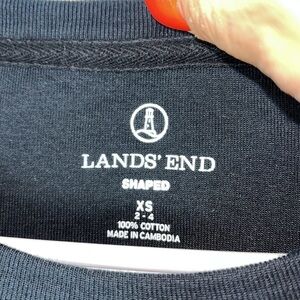 LANDS' END
SHAPED
XS
2 - 4
100% COTTON
MADE IN CAMBODIA